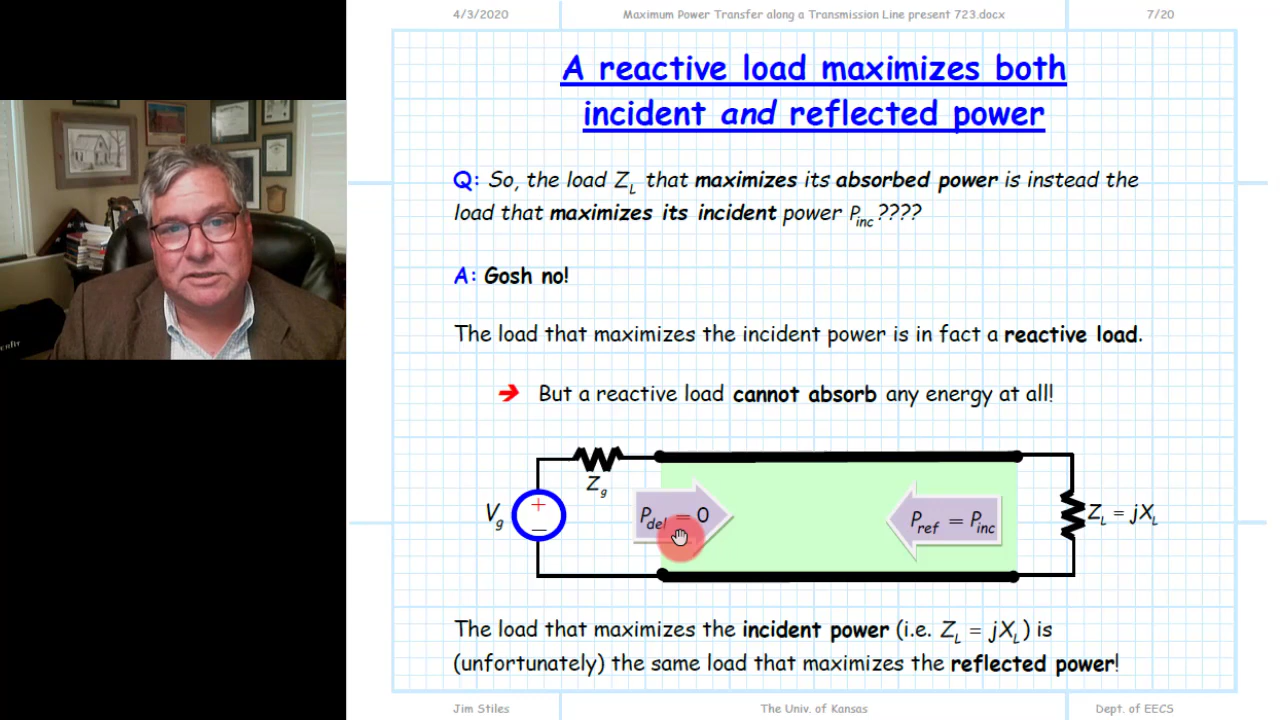 4/3/2020 Maximum Power Transfer along a Transmission Line present 723.docx 7/20
A reactive load maximizes both
incident and reflected power
Q: So, the load Z_L that maximizes its absorbed power is instead the
load that maximizes its incident power P_inc ????
A: Gosh no!
The load that maximizes the incident power is in fact a reactive load.
➔ But a reactive load cannot absorb any energy at all!
Z_g
V_g
+
−
P_del = 0
P_ref = P_inc
Z_L = jX_L
The load that maximizes the incident power (i.e. Z_L = jX_L) is
(unfortunately) the same load that maximizes the reflected power!
Jim Stiles The Univ. of Kansas Dept. of EECS